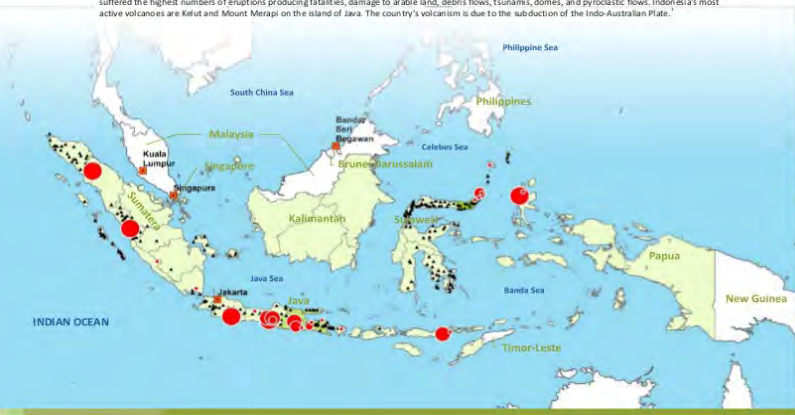 suffered the highest numbers of eruptions producing fatalities, damage to arable land, debris flows, tsunamis, domes, and pyroclastic flows. Indonesia's most
active volcanoes are Kelut and Mount Merapi on the island of Java. The country's volcanism is due to the subduction of the Indo-Australian Plate.
Philippine Sea
South China Sea
Philippines
Bandar
Seri
Begawan
Malaysia
Celebes Sea
Kuala
Lumpur
Singapore
Brunei Darussalam
Singapura
Sumatera
Kalimantan
Sulawesi
Papua
Java Sea
Banda Sea
Jakarta
Java
New Guinea
INDIAN OCEAN
Timor-Leste